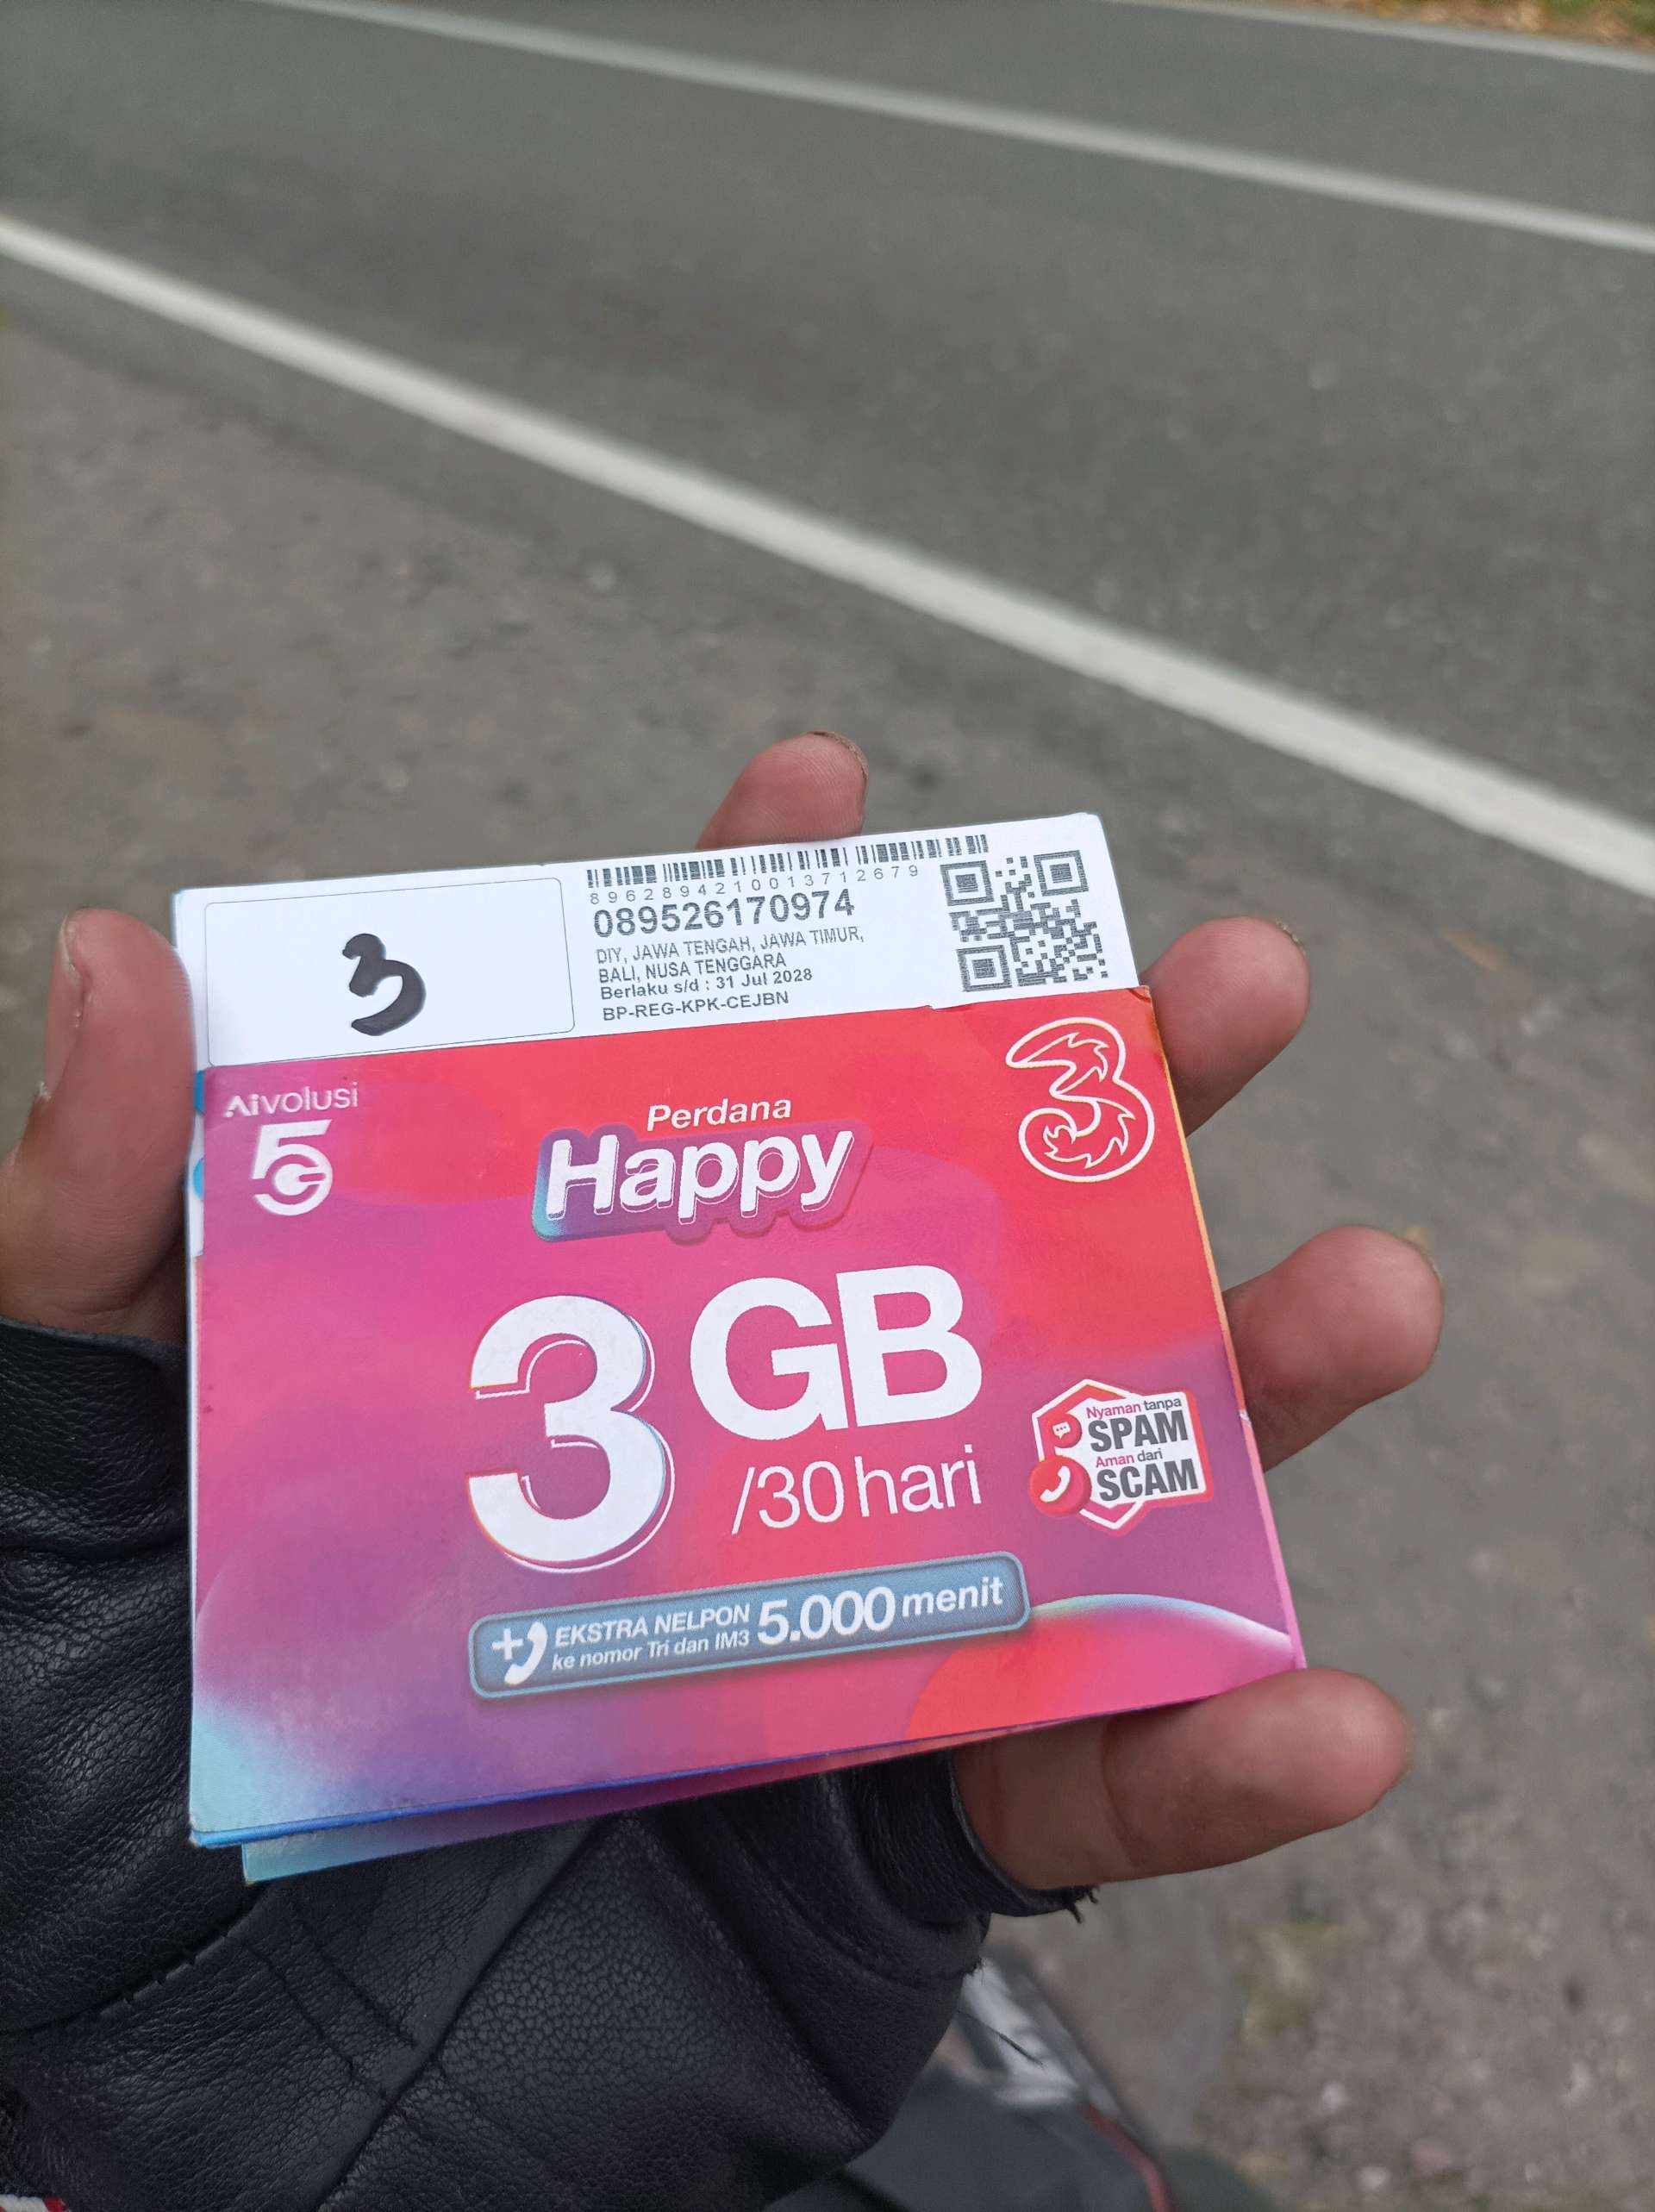 3
8962894210013712679
089526170974
DIY, JAWA TENGAH, JAWA TIMUR,
BALI, NUSA TENGGARA
Berlaku s/d : 31 Jul 2028
BP-REG-KPK-CEJBN
Aivolusi
5G
Perdana
Happy
3
3 GB
/30 hari
Nyaman tanpa
SPAM
Aman dari
SCAM
+ EKSTRA NELPON 5.000 menit
ke nomor Tri dan IM3